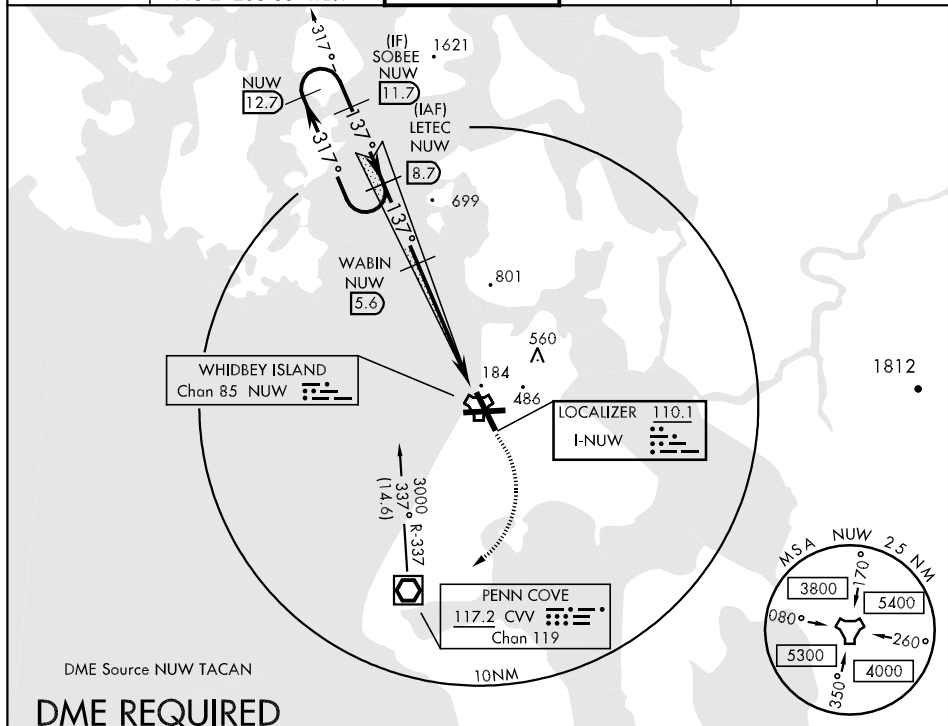 317°
(IF)
SOBEE
NUW
11.7
1621
NUW
12.7
(IAF)
LETEC
NUW
8.7
137°
317°
699
137°
WABIN
NUW
5.6
801
560
184
486
1812
WHIDBEY ISLAND
Chan 85 NUW
LOCALIZER 110.1
I-NUW
3000
337° R-337
(14.6)
PENN COVE
117.2 CVV
Chan 119
MSA NUW 25 NM
3800
170°
5400
080°
260°
5300
350°
4000
10NM
DME Source NUW TACAN
DME REQUIRED